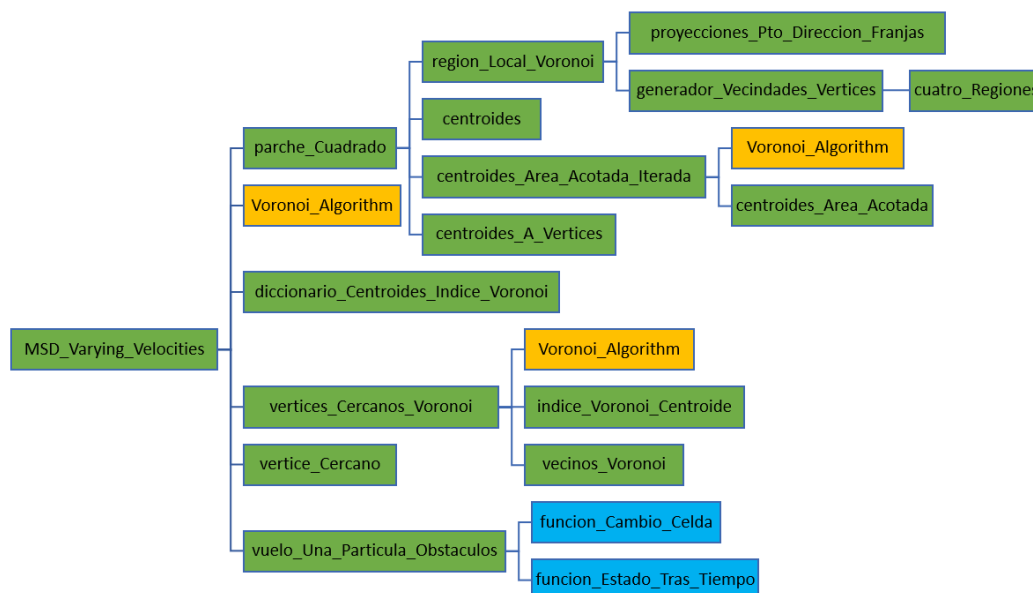 proyecciones_Pto_Direccion_Franjas
region_Local_Voronoi
generador_Vecindades_Vertices
cuatro_Regiones
centroides
parche_Cuadrado
Voronoi_Algorithm
centroides_Area_Acotada_Iterada
Voronoi_Algorithm
centroides_Area_Acotada
centroides_A_Vertices
diccionario_Centroides_Indice_Voronoi
MSD_Varying_Velocities
Voronoi_Algorithm
vertices_Cercanos_Voronoi
indice_Voronoi_Centroide
vertice_Cercano
vecinos_Voronoi
funcion_Cambio_Celda
vuelo_Una_Particula_Obstaculos
funcion_Estado_Tras_Tiempo